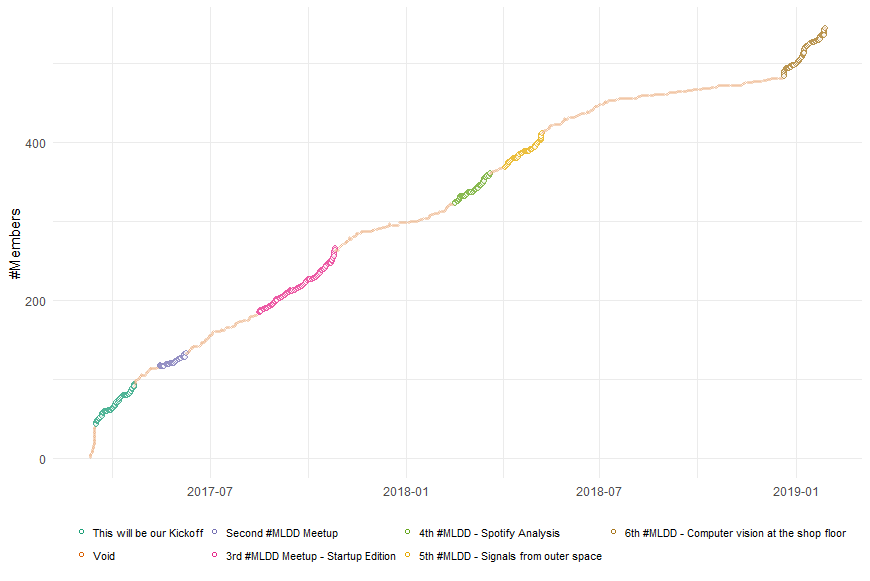 #Members
400
200
0
2017-07
2018-01
2018-07
2019-01
This will be our Kickoff
Second #MLDD Meetup
4th #MLDD - Spotify Analysis
6th #MLDD - Computer vision at the shop floor
Void
3rd #MLDD Meetup - Startup Edition
5th #MLDD - Signals from outer space